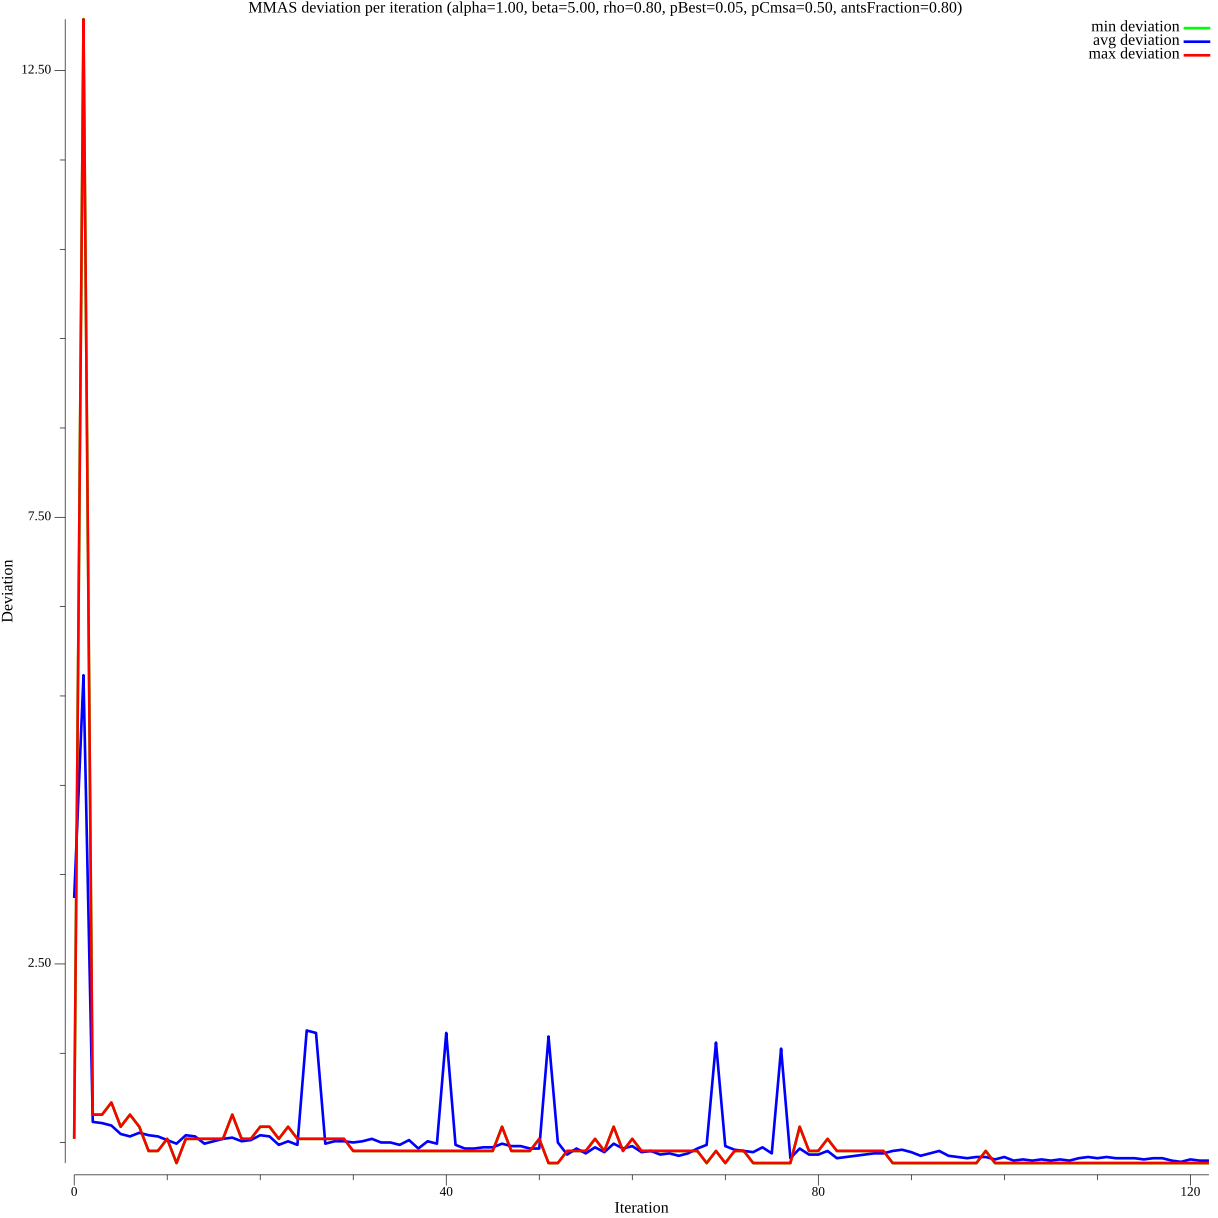 MMAS deviation per iteration (alpha=1.00, beta=5.00, rho=0.80, pBest=0.05, pCmsa=0.50, antsFraction=0.80)
min deviation
avg deviation
max deviation
12.50
7.50
Deviation
2.50
0
40
80
120
Iteration